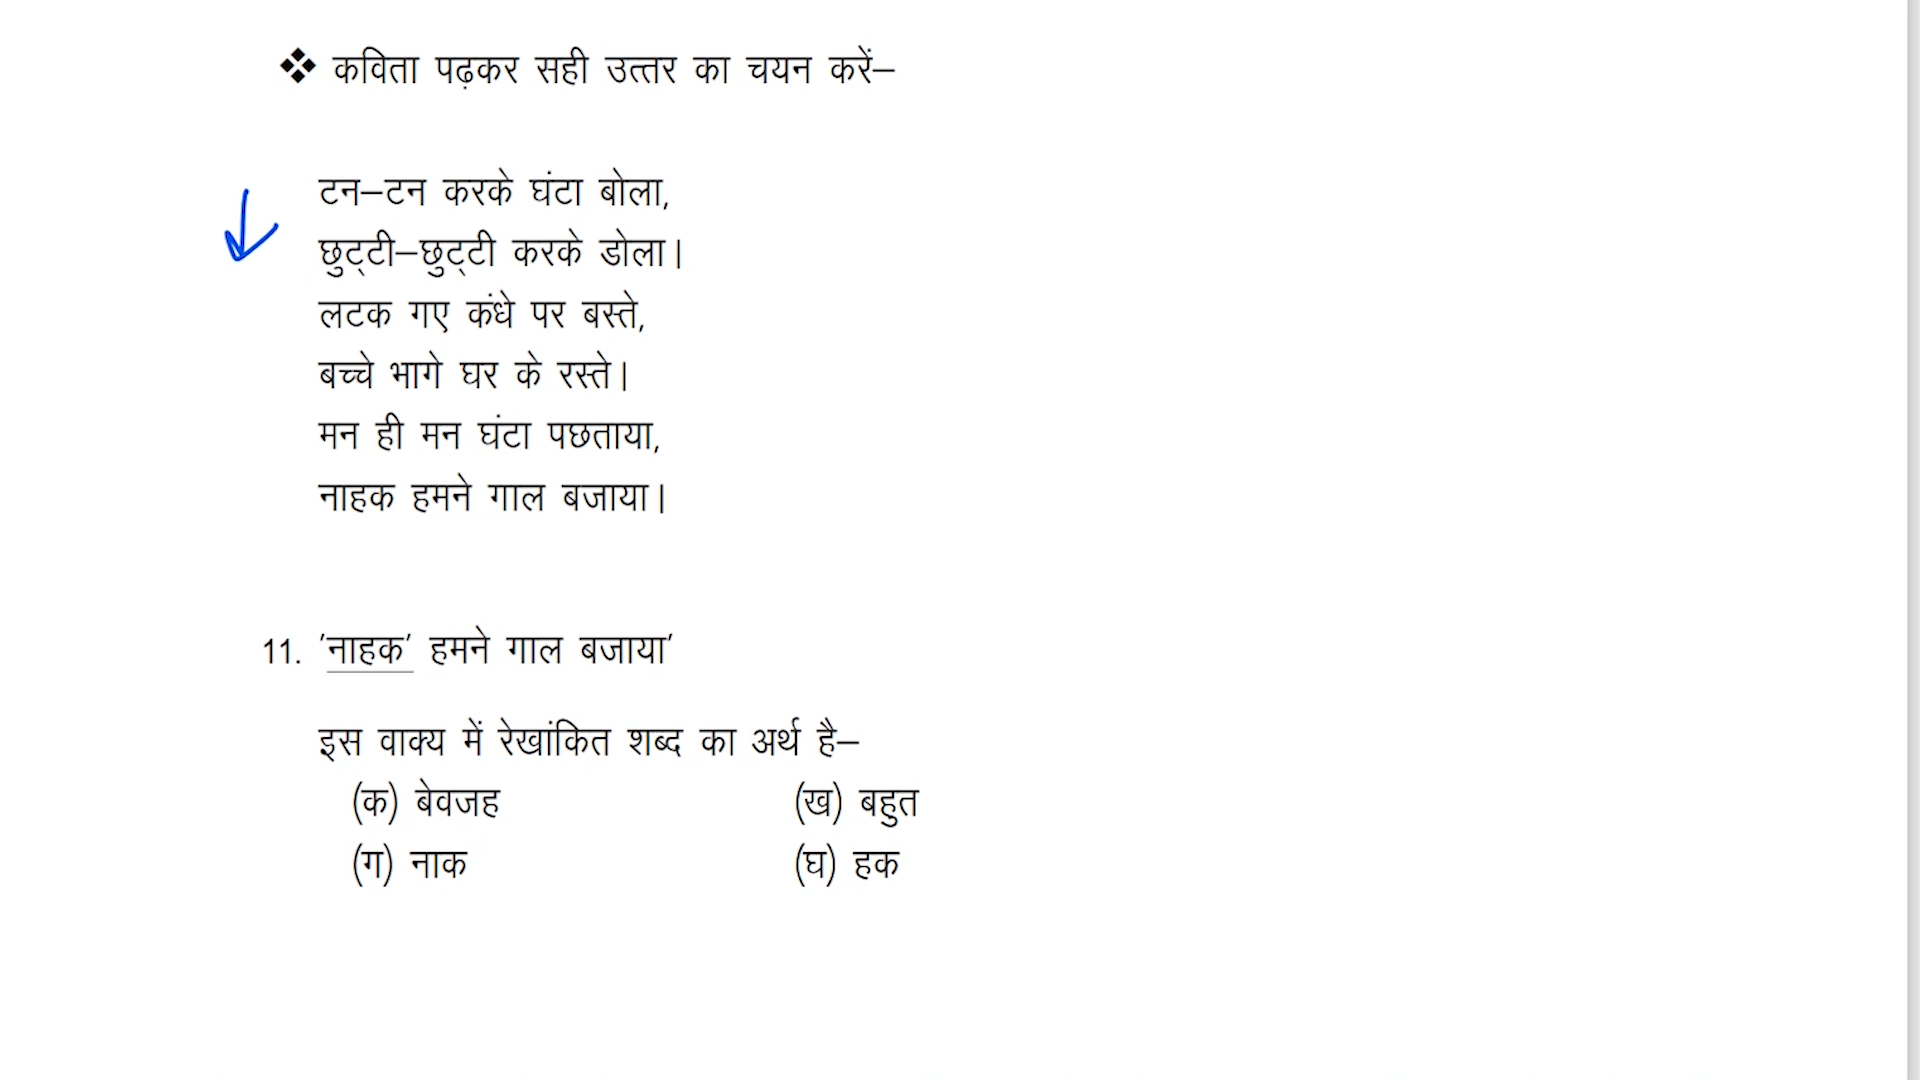 ❖ कविता पढ़कर सही उत्तर का चयन करें–
टन–टन करके घंटा बोला,
छुट्‌टी–छुट्‌टी करके डोला।
लटक गए कंधे पर बस्ते,
बच्चे भागे घर के रस्ते।
मन ही मन घंटा पछताया,
नाहक हमने गाल बजाया।
11. 'नाहक' हमने गाल बजाया'
इस वाक्य में रेखांकित शब्द का अर्थ है–
(क) बेवजह (ख) बहुत
(ग) नाक (घ) हक